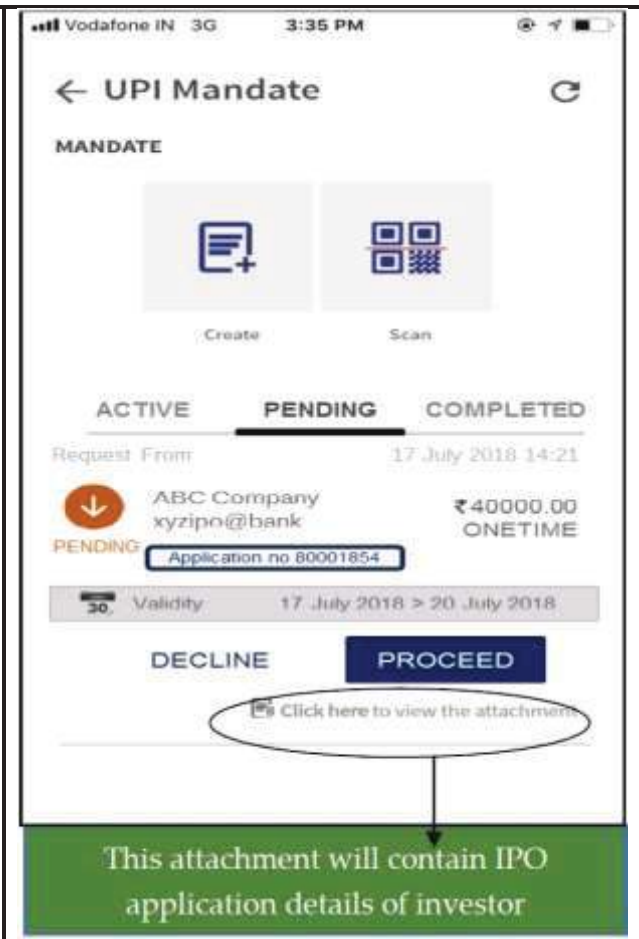 Vodafone IN 3G 3:35 PM
← UPI Mandate
MANDATE
Create Scan
ACTIVE PENDING COMPLETED
Request From 17 July 2018 14:21
ABC Company ₹40000.00
xyzipo@bank ONETIME
PENDING
Application no 80001854
30 Validity 17 July 2018 > 20 July 2018
DECLINE PROCEED
Click here to view the attachment
This attachment will contain IPO
application details of investor